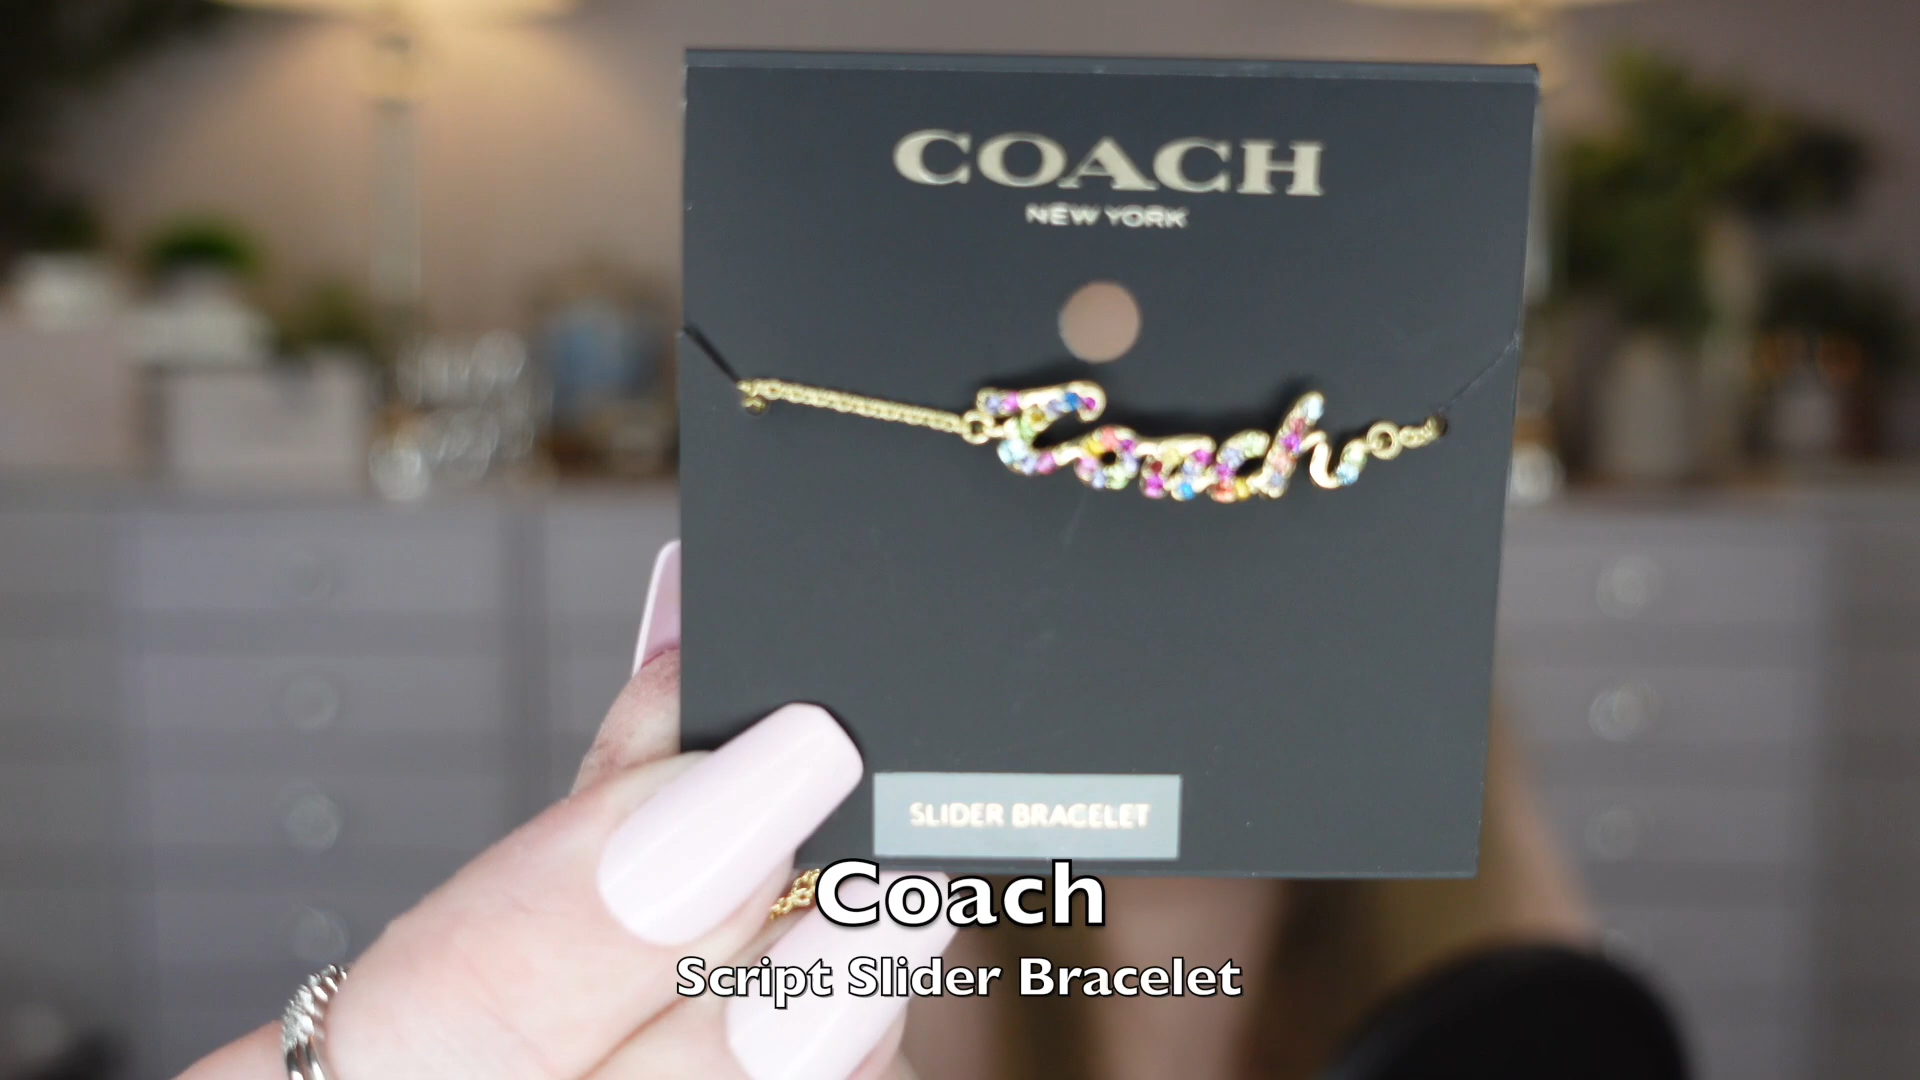 COACH
NEW YORK
Coach
SLIDER BRACELET
Coach
Script Slider Bracelet